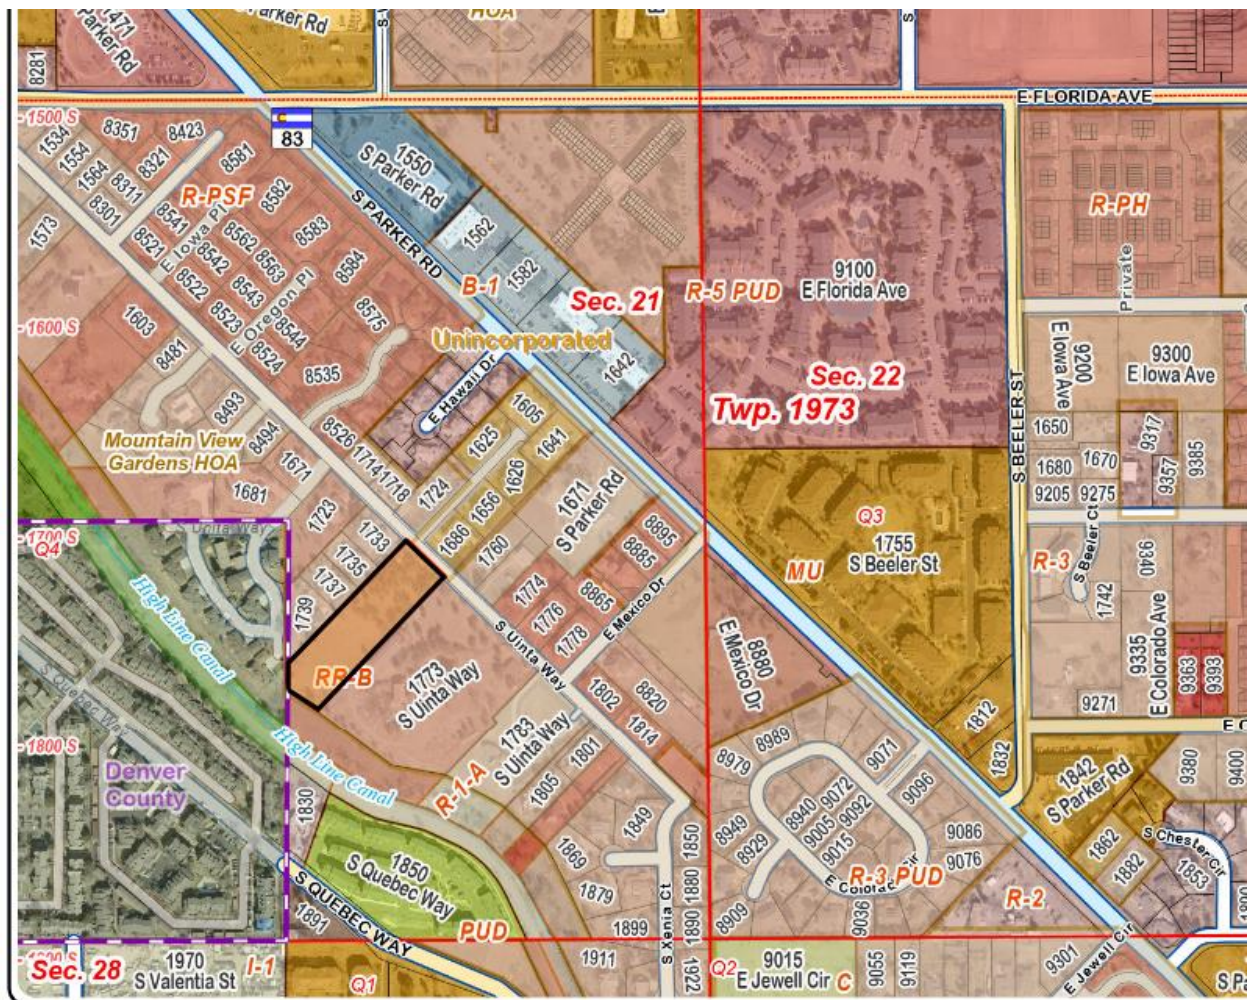 1471
Parker Rd
Parker Rd
HOA
S
S
8281
E FLORIDA AVE
1500 S
83
1534
1554
1564
8351
8423
8321
8311
8301
8581
8582
8583
8584
R-PSF
1550
S Parker Rd
S PARKER RD
1573
8541
8521
E Iowa Pl
8562
8563
8542
8543
8522
8523
8524
8544
E Oregon Pl
8575
8535
1562
1582
B-1
Sec. 21
R-5 PUD
9100
E Florida Ave
R-PH
Private
1600 S
1603
8481
8493
8494
Unincorporated
1642
E Hawaii Dr
Sec. 22
Twp. 1973
S BEELER ST
E Iowa Ave
9200
9300
E Iowa Ave
Mountain View
Gardens HOA
8526
1714
1718
1724
1605
1625
1641
1626
1656
1686
1671
1681
1723
1733
1735
1737
1739
1760
1671
S Parker Rd
8895
8885
8865
1650
1680
1670
9205
9275
9317
9357
9385
S Beeler Ct
1700 S
Q4
S Uinta Way
Q3
1755
S Beeler St
MU
R-3
9340
1742
High Line Canal
RR-B
1773
S Uinta Way
S Uinta Way
1774
1776
1778
E Mexico Dr
8880
E Mexico Dr
9335
E Colorado Ave
9363
9393
9271
S Quebec Way
1800 S
Denver
County
High Line Canal
1802
8820
1814
1783
S Uinta Way
1801
1805
R-1-A
8979
8989
9071
1812
1832
E C
1842
S Parker Rd
9380
9400
1830
1850
S Quebec Way
1849
1869
1879
1899
1850
1880
1890
1922
S Xenia Ct
8949
8929
8909
8940
9005
9015
9072
9092
9096
9086
9076
9036
E Colorado Cir
R-3 PUD
R-2
1862
1882
S Chester Cir
1853
S QUEBEC WAY
1891
PUD
1911
Sec. 28
1970
S Valentia St
I-1
Q1
Q2
9015
E Jewell Cir
C
9055
9119
9301
E Jewell Cir
S Pa